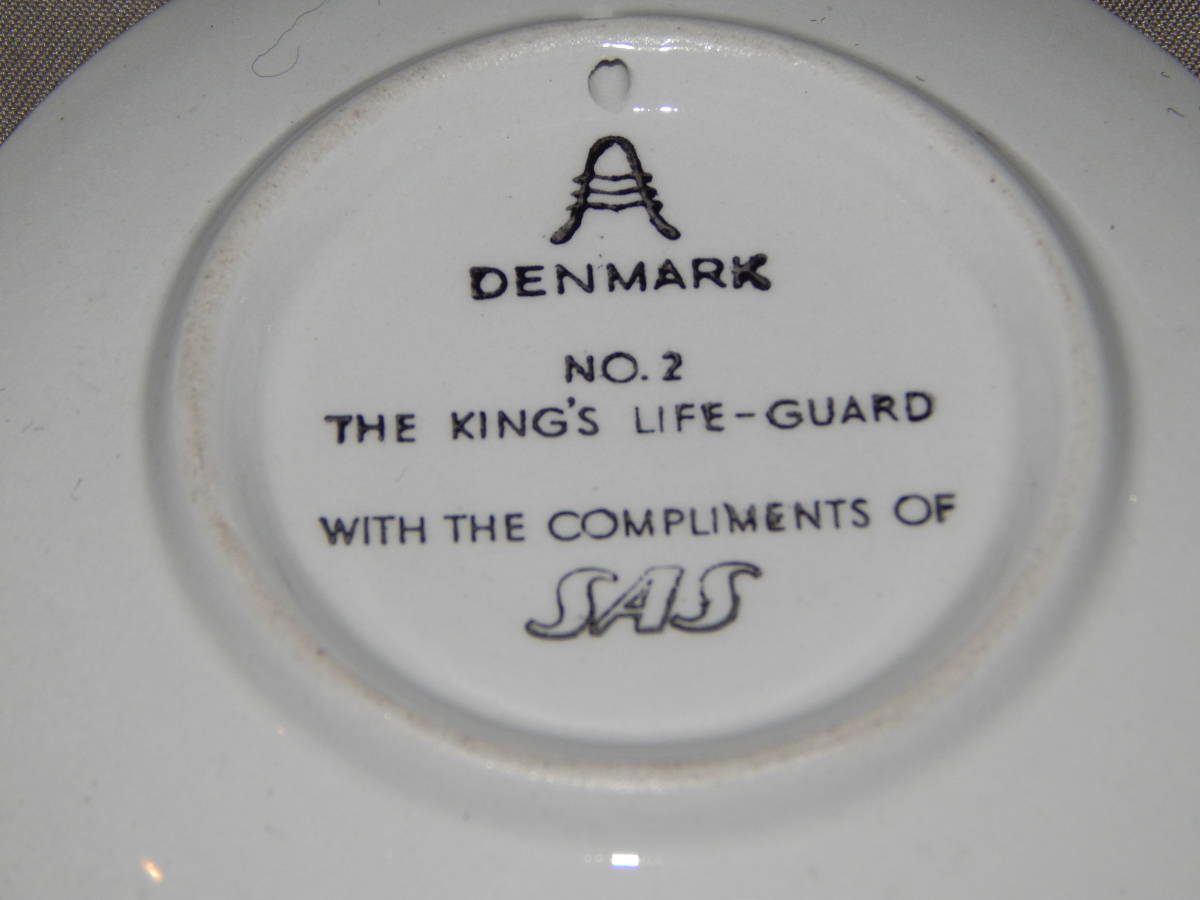 A
DENMARK
NO. 2
THE KING'S LIFE-GUARD
WITH THE COMPLIMENTS OF
SAS